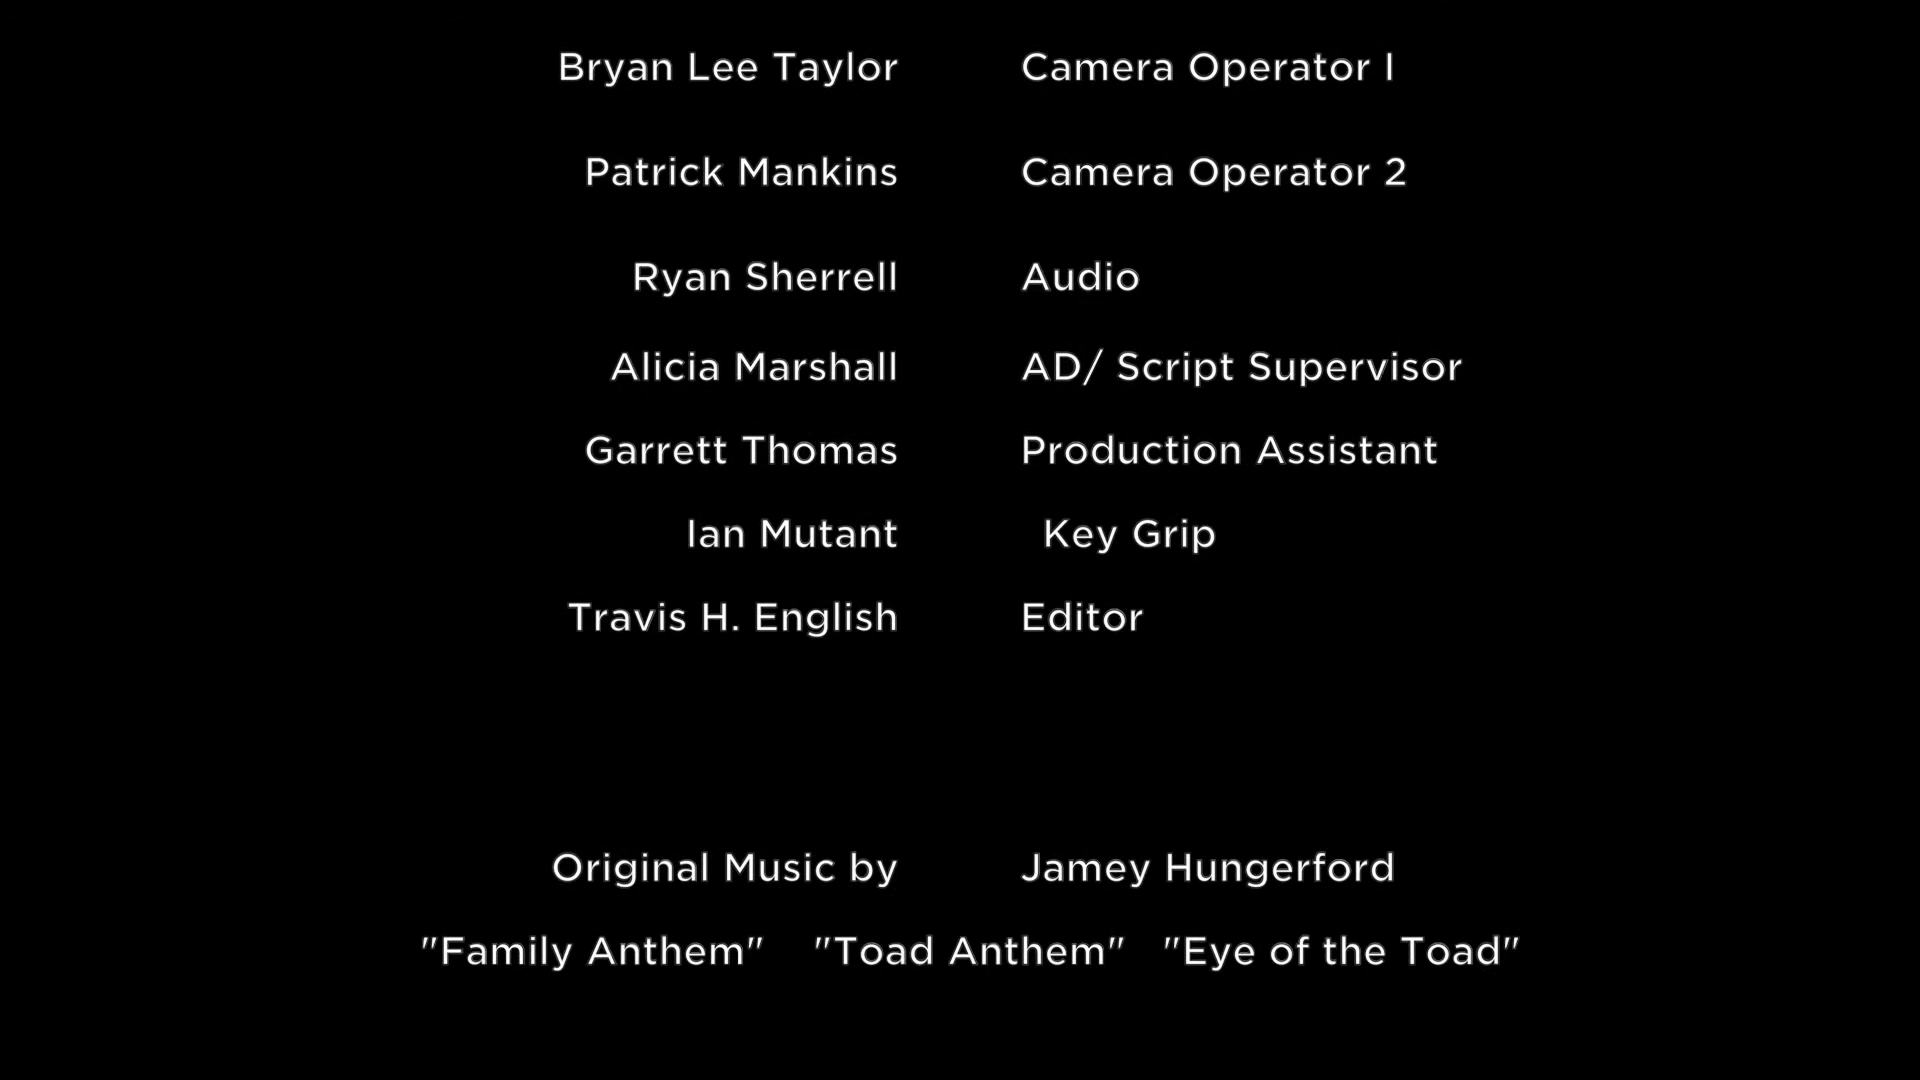 Bryan Lee Taylor Camera Operator I
Patrick Mankins Camera Operator 2
Ryan Sherrell Audio
Alicia Marshall AD/ Script Supervisor
Garrett Thomas Production Assistant
Ian Mutant Key Grip
Travis H. English Editor
Original Music by Jamey Hungerford
"Family Anthem" "Toad Anthem" "Eye of the Toad"